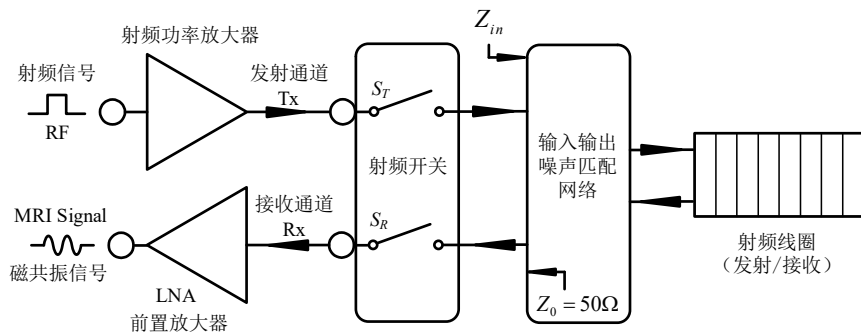 射频功率放大器
射频信号
RF
发射通道
Tx
S_T
射频开关
Z_in
输入输出
噪声匹配
网络
MRI Signal
磁共振信号
LNA
前置放大器
接收通道
Rx
S_R
Z_0 = 50Ω
射频线圈
（发射/接收）